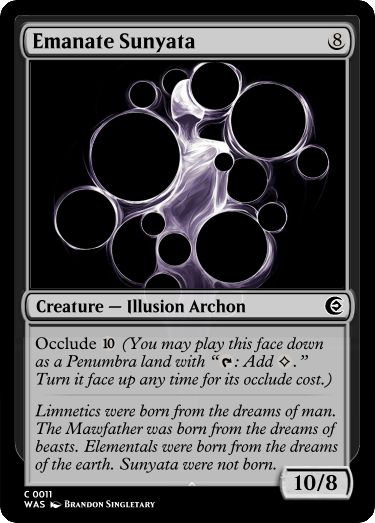 Emanate Sunyata 8
Creature — Illusion Archon
Occlude 10 (You may play this face down
as a Penumbra land with “: Add .”
Turn it face up any time for its occlude cost.)
Limnetics were born from the dreams of man.
The Mawfather was born from the dreams of
beasts. Elementals were born from the dreams
of the earth. Sunyata were not born.
10/8
C 0011
WAS Brandon Singletary